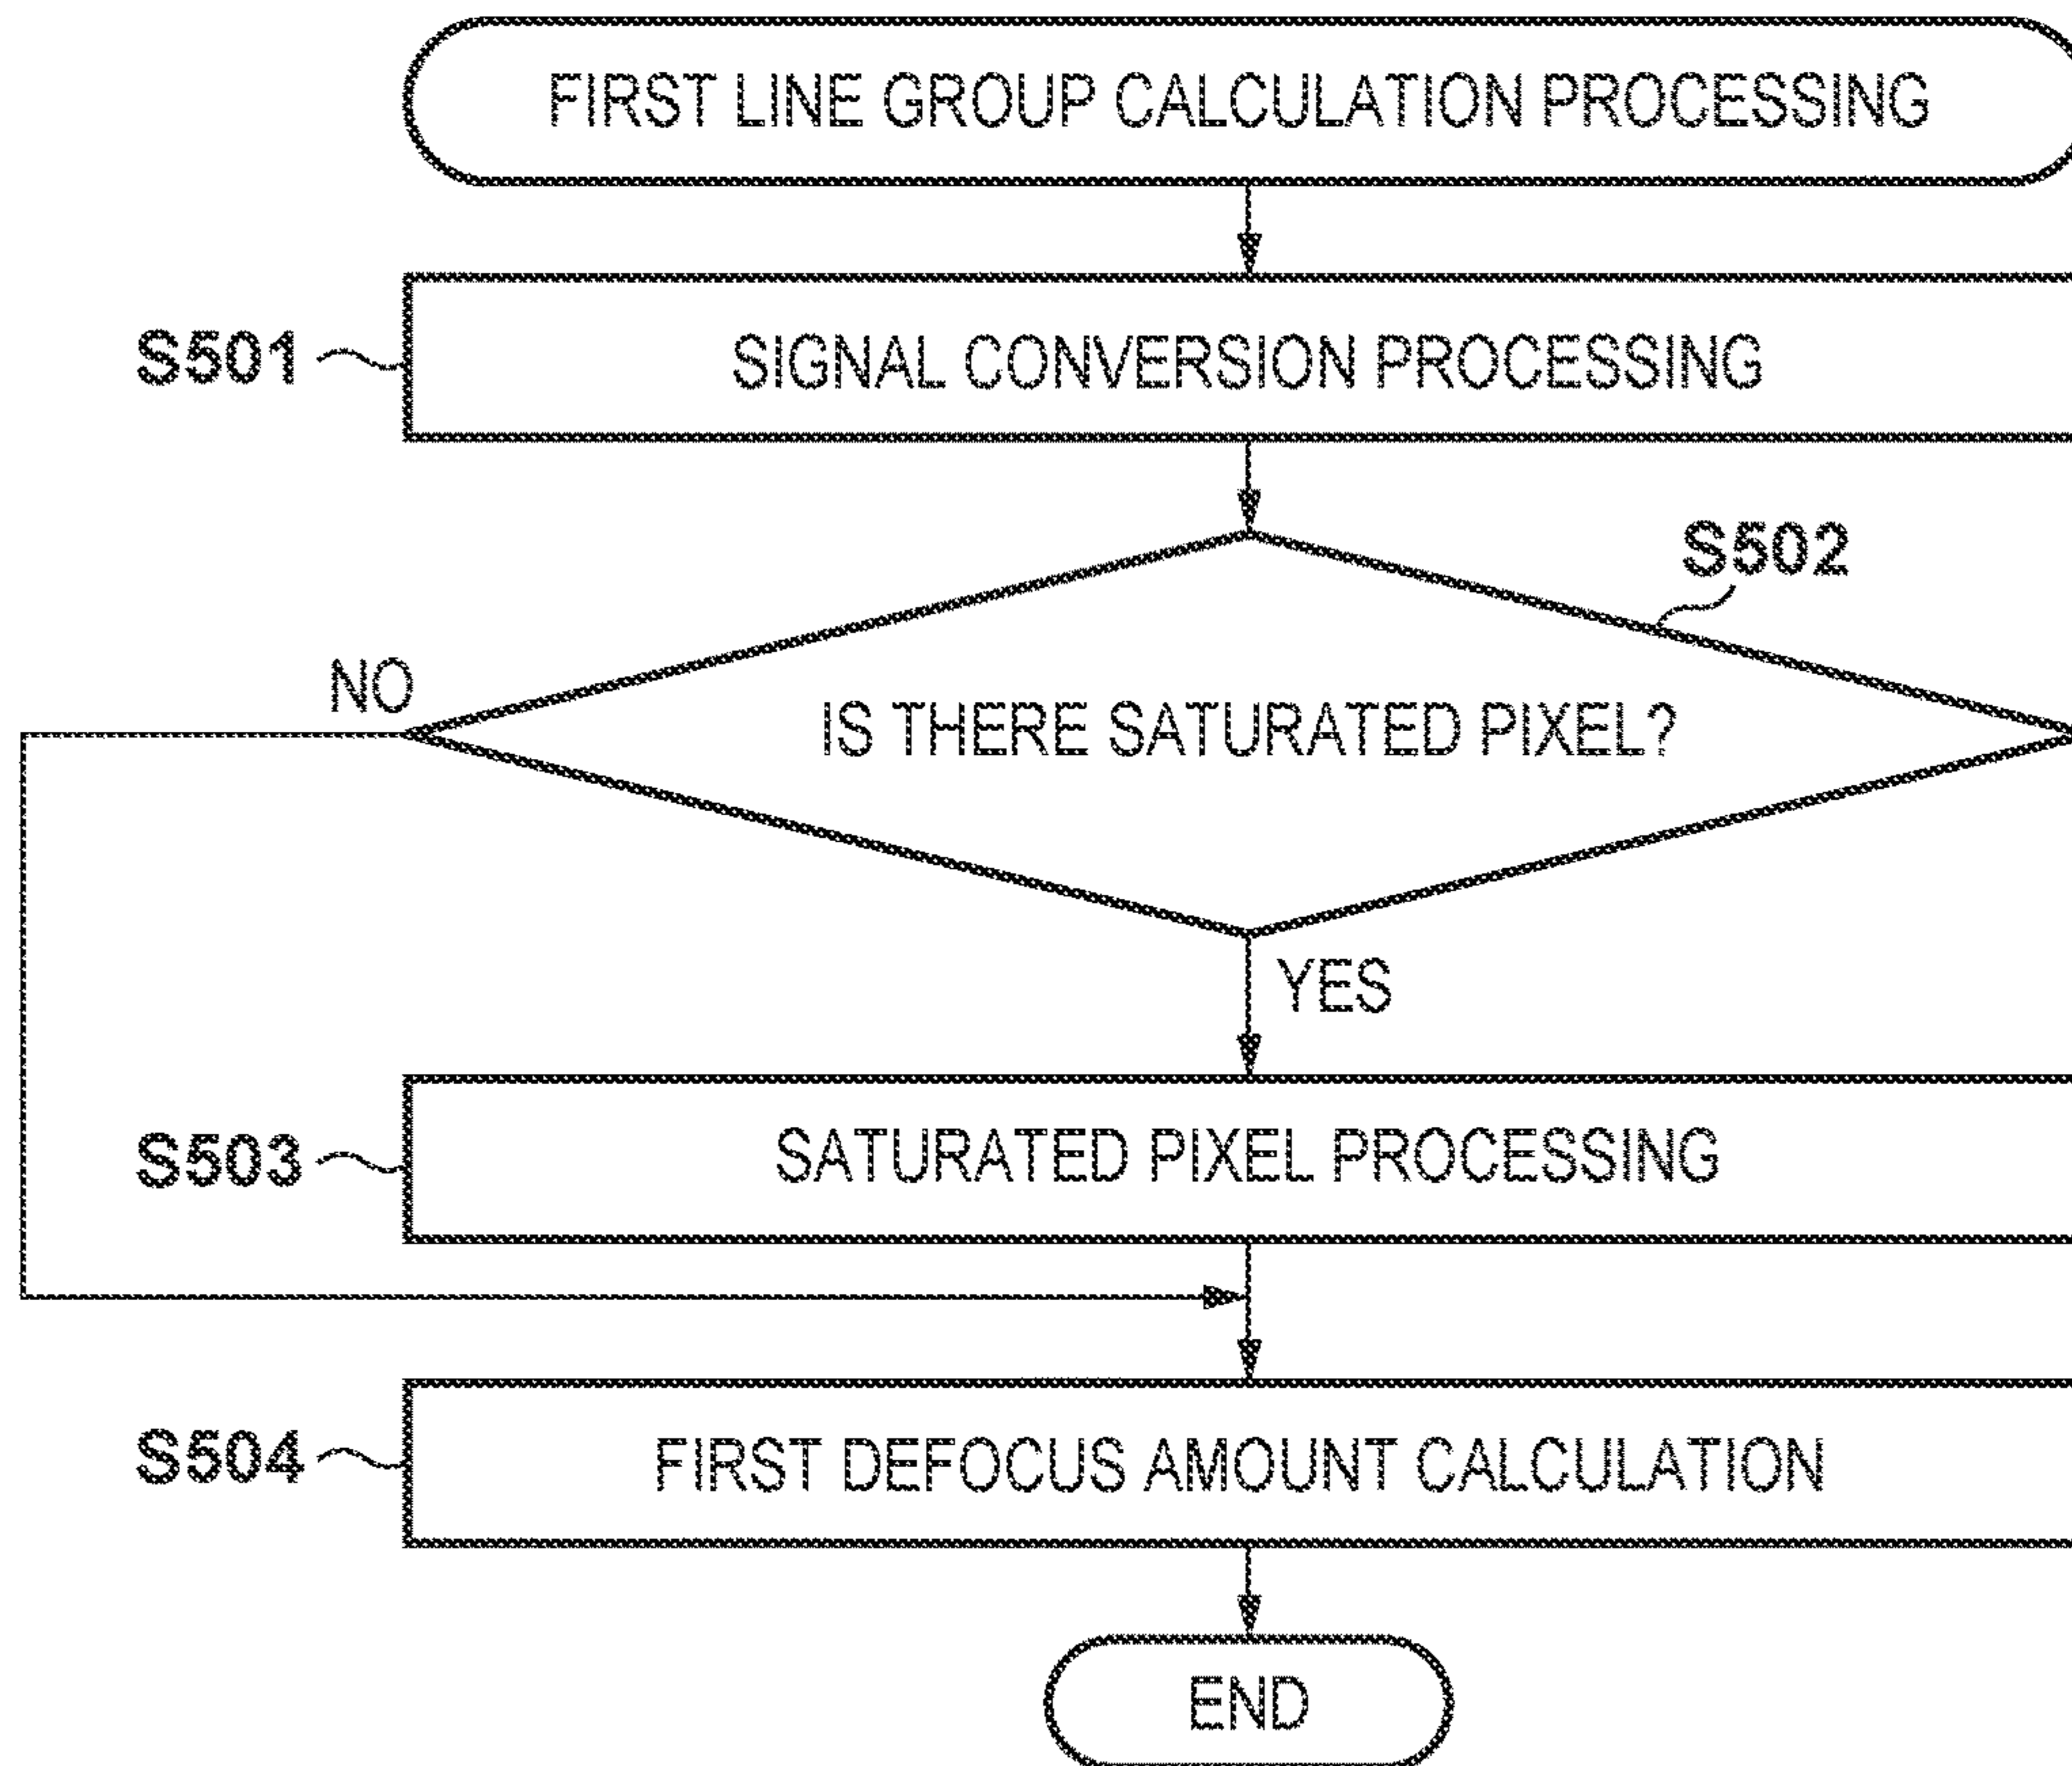 FIRST LINE GROUP CALCULATION PROCESSING
S501
SIGNAL CONVERSION PROCESSING
S502
NO
IS THERE SATURATED PIXEL?
YES
S503
SATURATED PIXEL PROCESSING
S504
FIRST DEFOCUS AMOUNT CALCULATION
END